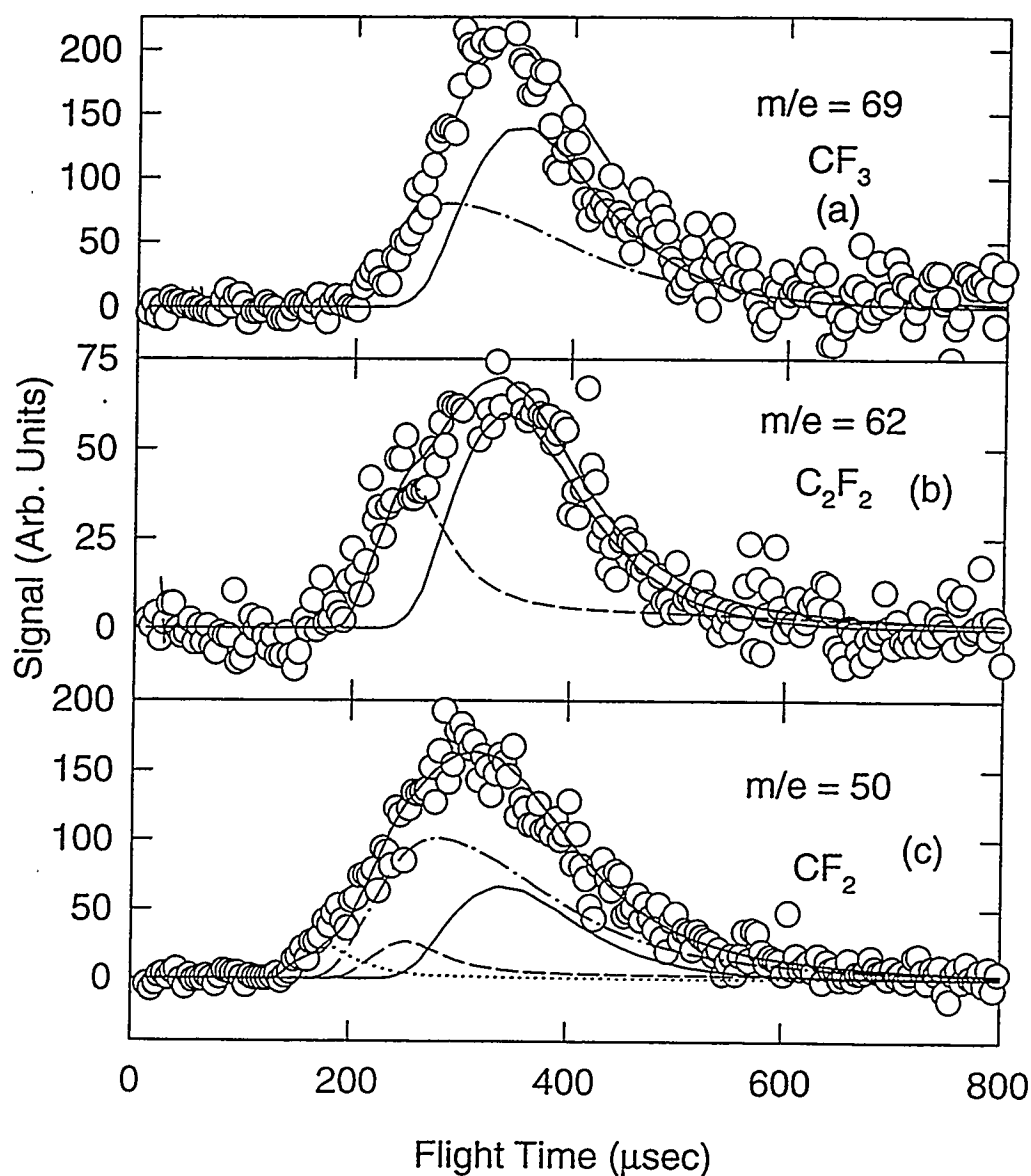 200
150
100
50
0
m/e = 69
CF3
(a)
75
50
25
0
m/e = 62
C2F2 (b)
200
150
100
50
0
m/e = 50
CF2 (c)
0 200 400 600 800
Flight Time (μsec)
Signal (Arb. Units)